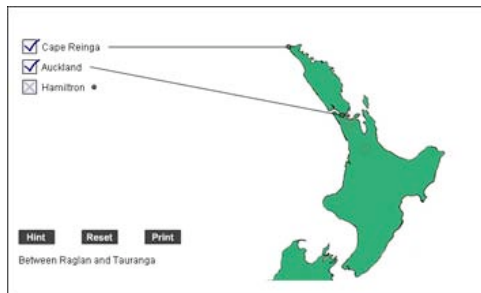 Cape Reinga
Auckland
Hamiltron
Hint Reset Print
Between Raglan and Tauranga